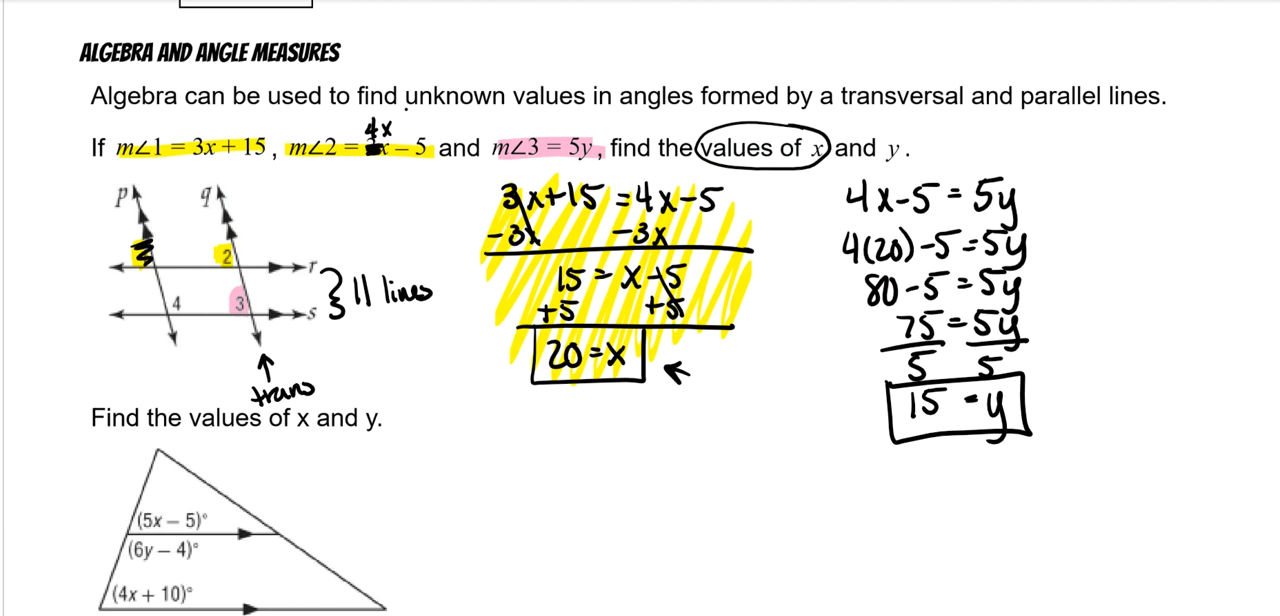 ALGEBRA AND ANGLE MEASURES
Algebra can be used to find unknown values in angles formed by a transversal and parallel lines.
4x
If m∠1 = 3x + 15, m∠2 = x – 5 and m∠3 = 5y, find the values of x and y.
p
q
2
r
4
3
s
} 11 lines
↑
trans
3x+15 = 4x-5
-3x -3x
15 = x-5
+5 +5
20=x
←
4x-5 = 5y
4(20)-5=5y
80-5=5y
75=5y
5 5
15 = y
Find the values of x and y.
(5x – 5)°
(6y – 4)°
(4x + 10)°